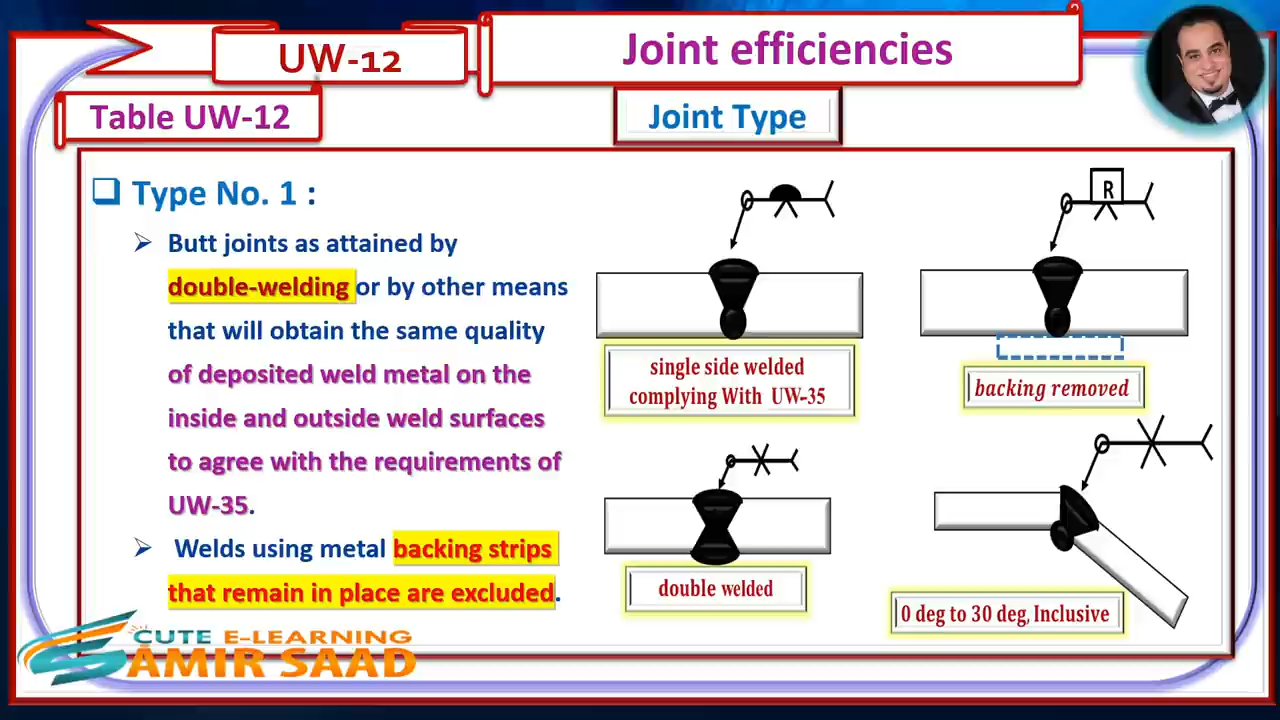 UW-12
Joint efficiencies
Table UW-12
Joint Type
Type No. 1 :
Butt joints as attained by
double-welding or by other means
that will obtain the same quality
of deposited weld metal on the
inside and outside weld surfaces
to agree with the requirements of
UW-35.
Welds using metal backing strips
that remain in place are excluded.
single side welded
complying With UW-35
R
backing removed
double welded
0 deg to 30 deg, Inclusive
CUTE E-LEARNING
AMIR SAAD